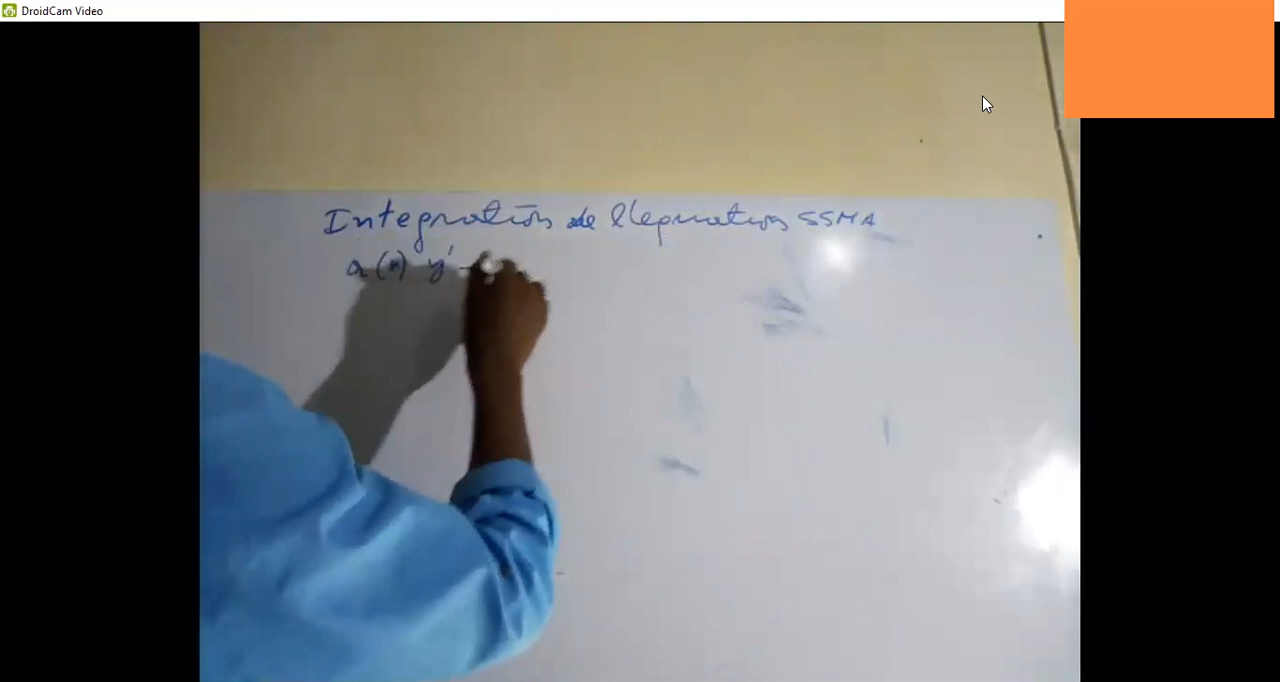 DroidCam Video
Integration de l'equation SSMA
a(x) y'